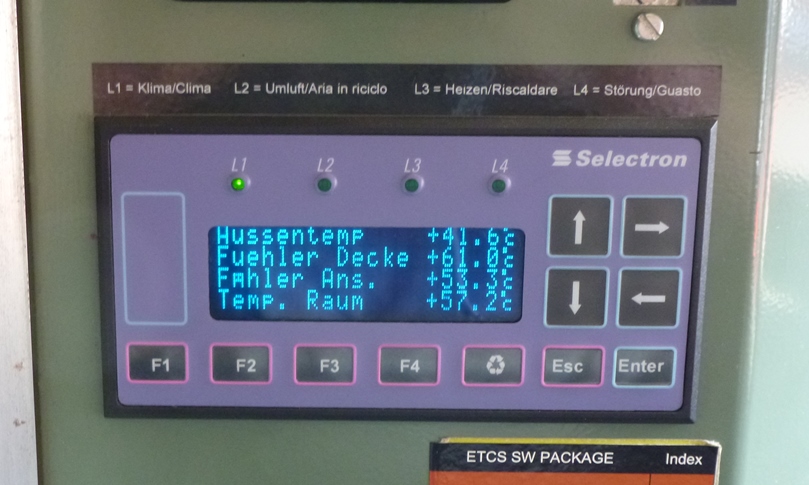 L1 = Klima/Clima L2 = Umluft/Aria in riciclo L3 = Heizen/Riscaldare L4 = Störung/Guasto
L1 L2 L3 L4 Selectron
Hussentemp +41.6°c
Fuehler Decke +61.0°c
Fmhler Ans. +53.3°c
Temp. Raum +57.2°c
F1 F2 F3 F4 Esc Enter
ETCS SW PACKAGE Index